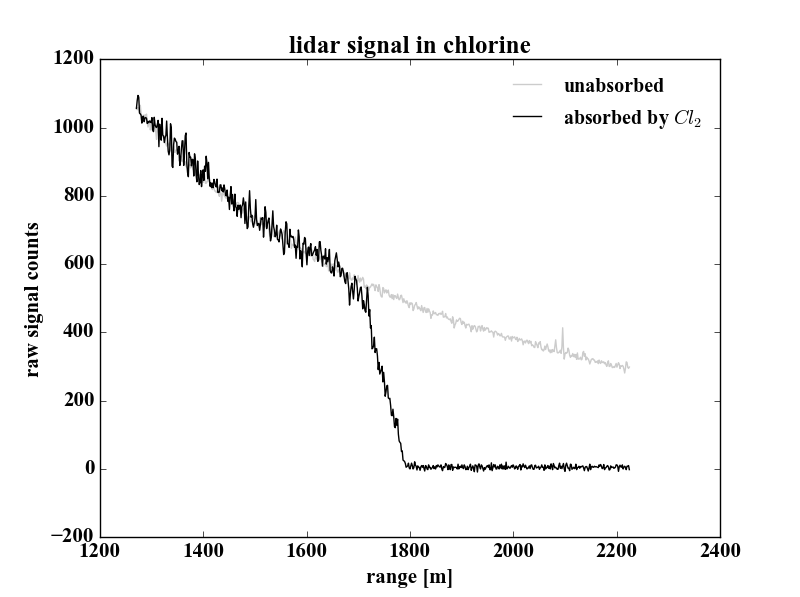 lidar signal in chlorine
1200
1000
800
600
400
200
0
−200
raw signal counts
unabsorbed
absorbed by Cl₂
1200 1400 1600 1800 2000 2200 2400
range [m]